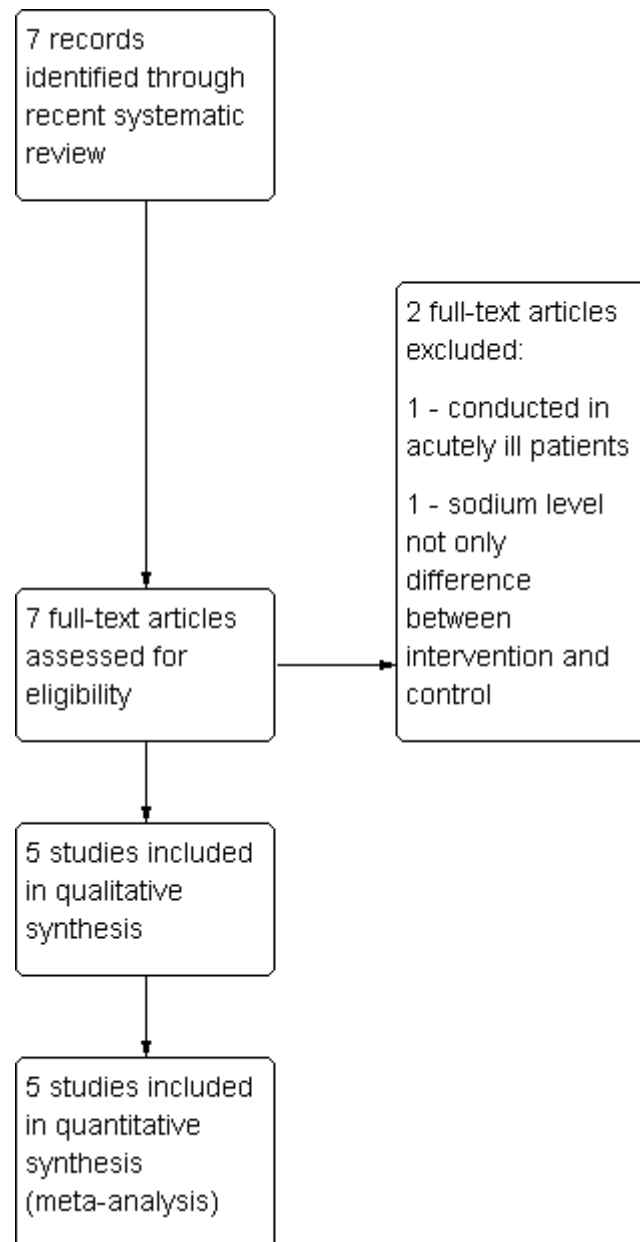 7 records
identified through
recent systematic
review
2 full-text articles
excluded:
1 - conducted in
acutely ill patients
1 - sodium level
not only
difference
between
intervention and
control
7 full-text articles
assessed for
eligibility
5 studies included
in qualitative
synthesis
5 studies included
in quantitative
synthesis
(meta-analysis)